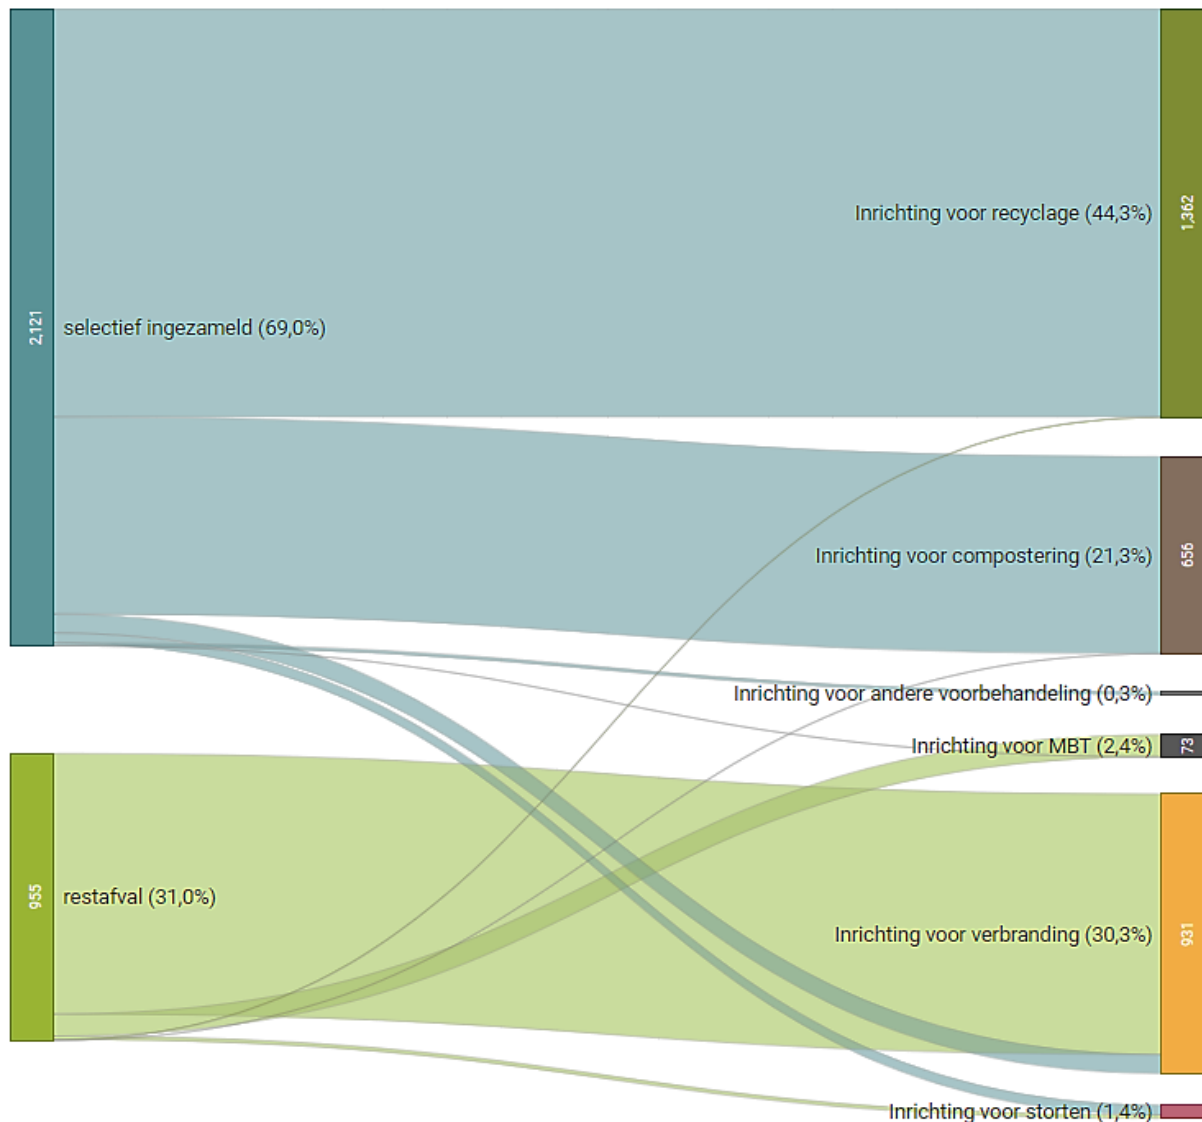 Inrichting voor recyclage (44,3%)
1,362
2,121
selectief ingezameld (69,0%)
Inrichting voor compostering (21,3%)
656
Inrichting voor andere voorbehandeling (0,3%)
Inrichting voor MBT (2,4%)
73
955
restafval (31,0%)
Inrichting voor verbranding (30,3%)
931
Inrichting voor storten (1,4%)